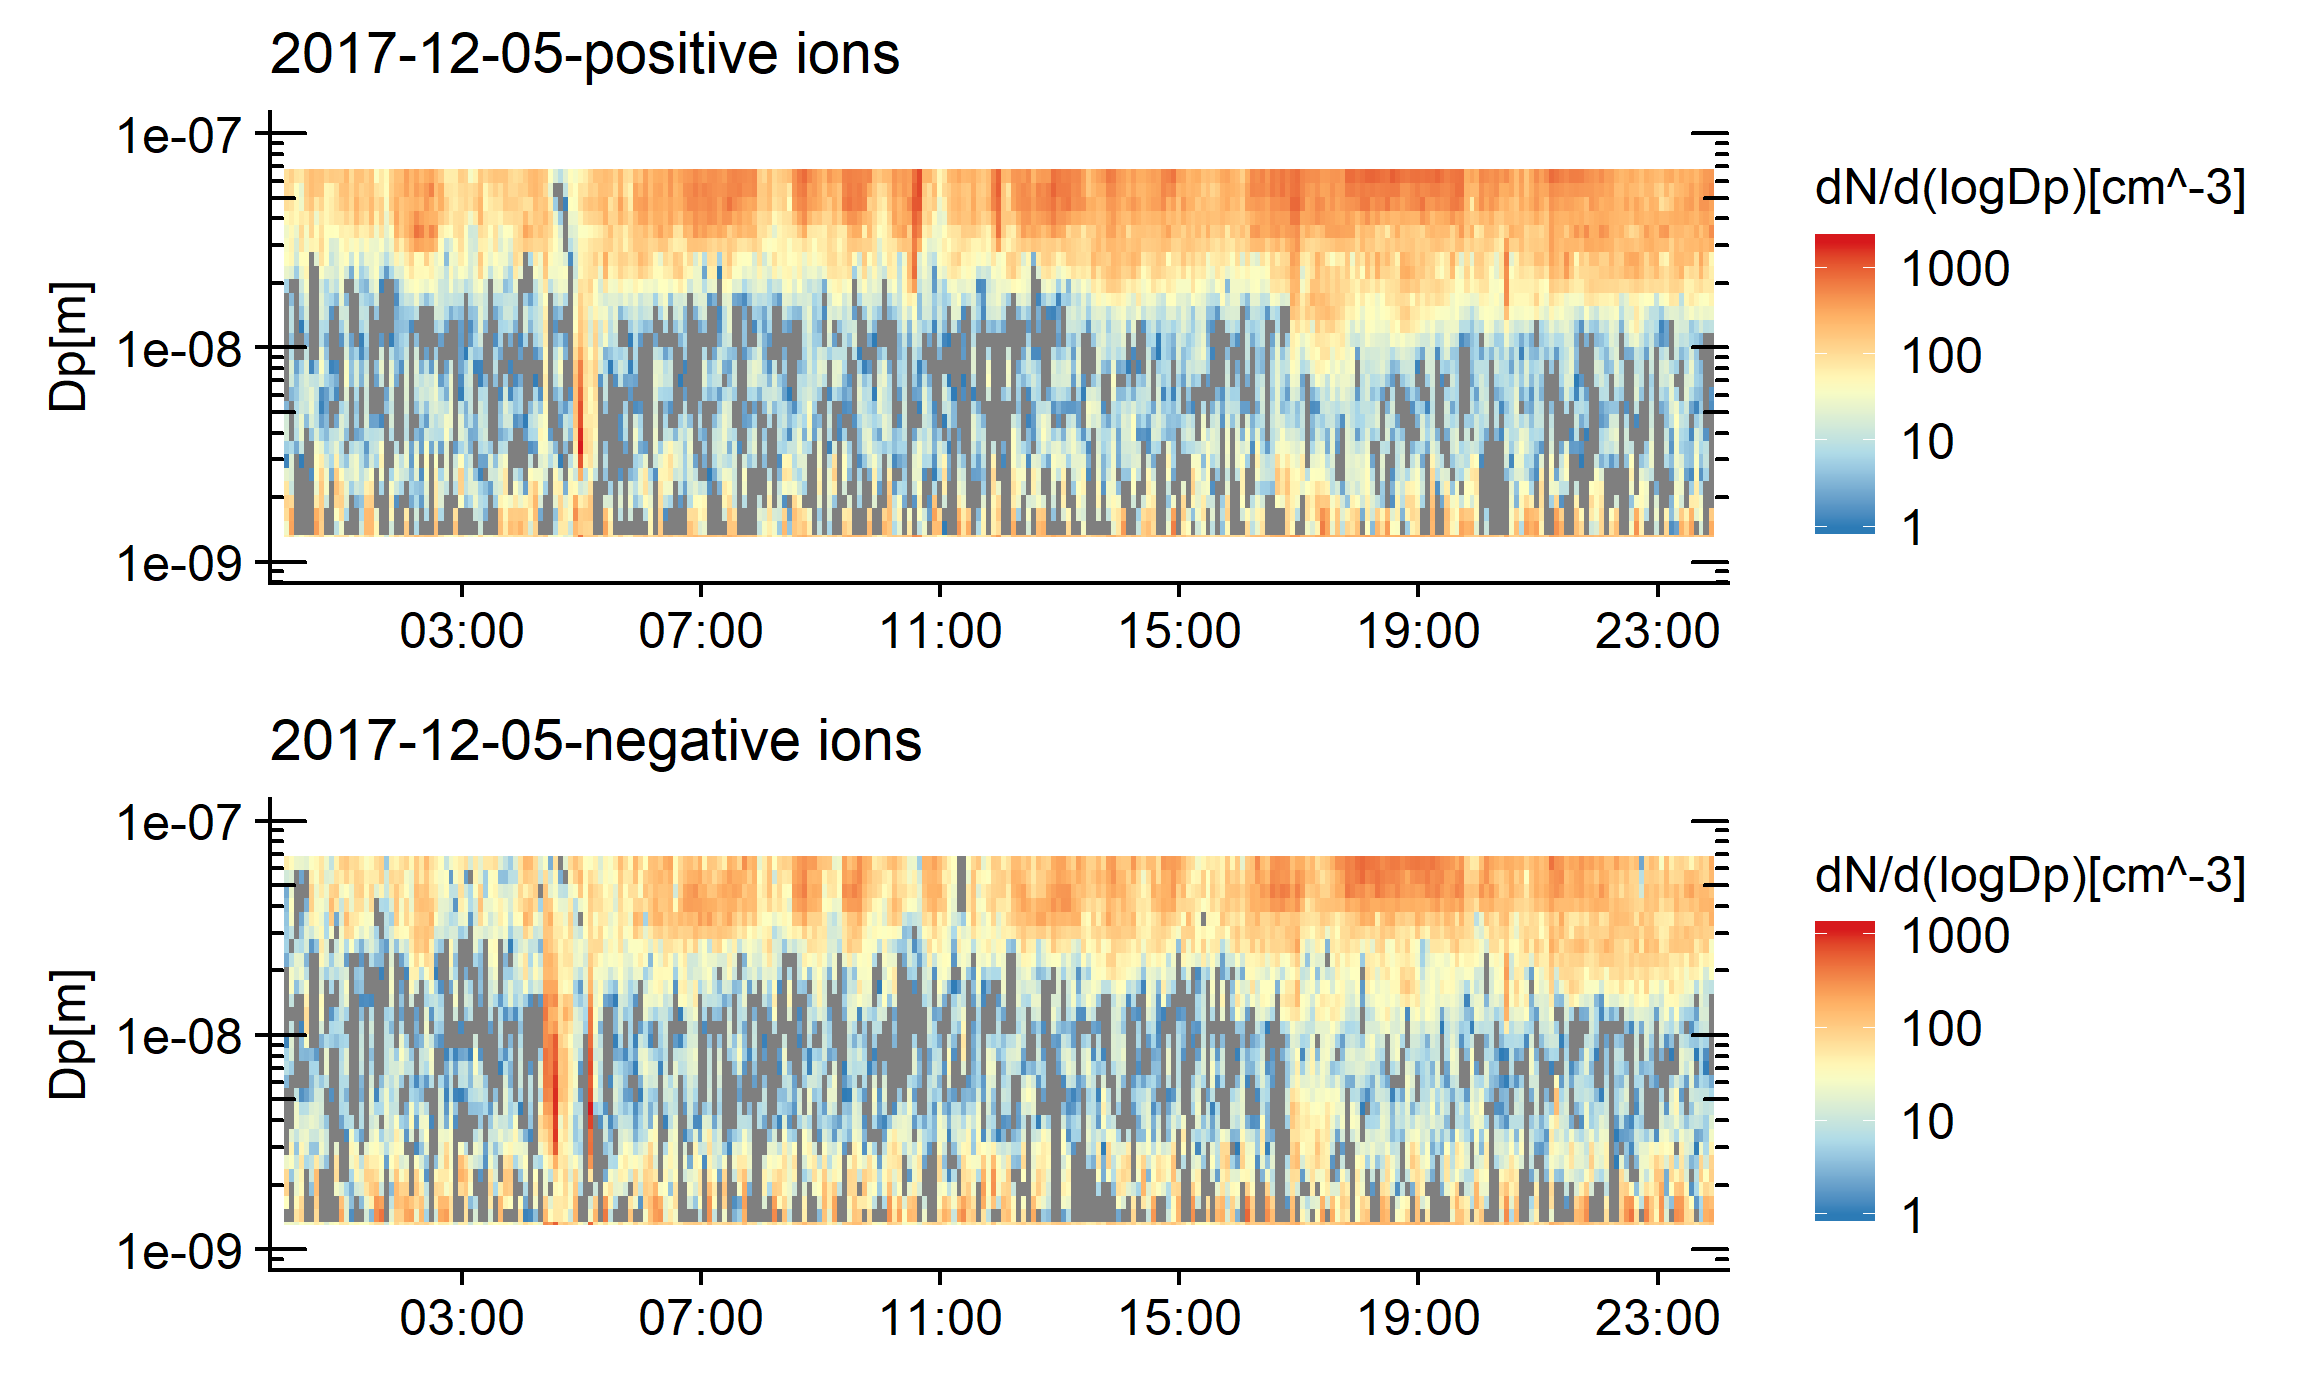 2017-12-05-positive ions
1e-07
1e-08
1e-09
Dp[m]
03:00 07:00 11:00 15:00 19:00 23:00
dN/d(logDp)[cm^-3]
1000
100
10
1
2017-12-05-negative ions
1e-07
1e-08
1e-09
Dp[m]
03:00 07:00 11:00 15:00 19:00 23:00
dN/d(logDp)[cm^-3]
1000
100
10
1